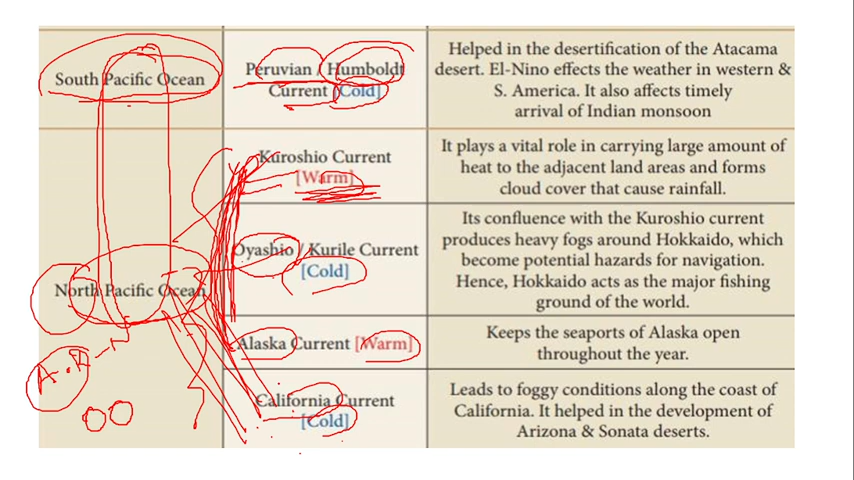 South Pacific Ocean
Peruvian / Humboldt
Current [Cold]
Helped in the desertification of the Atacama
desert. El-Nino effects the weather in western &
S. America. It also affects timely
arrival of Indian monsoon
Kuroshio Current
[Warm]
It plays a vital role in carrying large amount of
heat to the adjacent land areas and forms
cloud cover that cause rainfall.
North Pacific Ocean
Oyashio / Kurile Current
[Cold]
Its confluence with the Kuroshio current
produces heavy fogs around Hokkaido, which
become potential hazards for navigation.
Hence, Hokkaido acts as the major fishing
ground of the world.
Alaska Current [Warm]
Keeps the seaports of Alaska open
throughout the year.
California Current
[Cold]
Leads to foggy conditions along the coast of
California. It helped in the development of
Arizona & Sonata deserts.